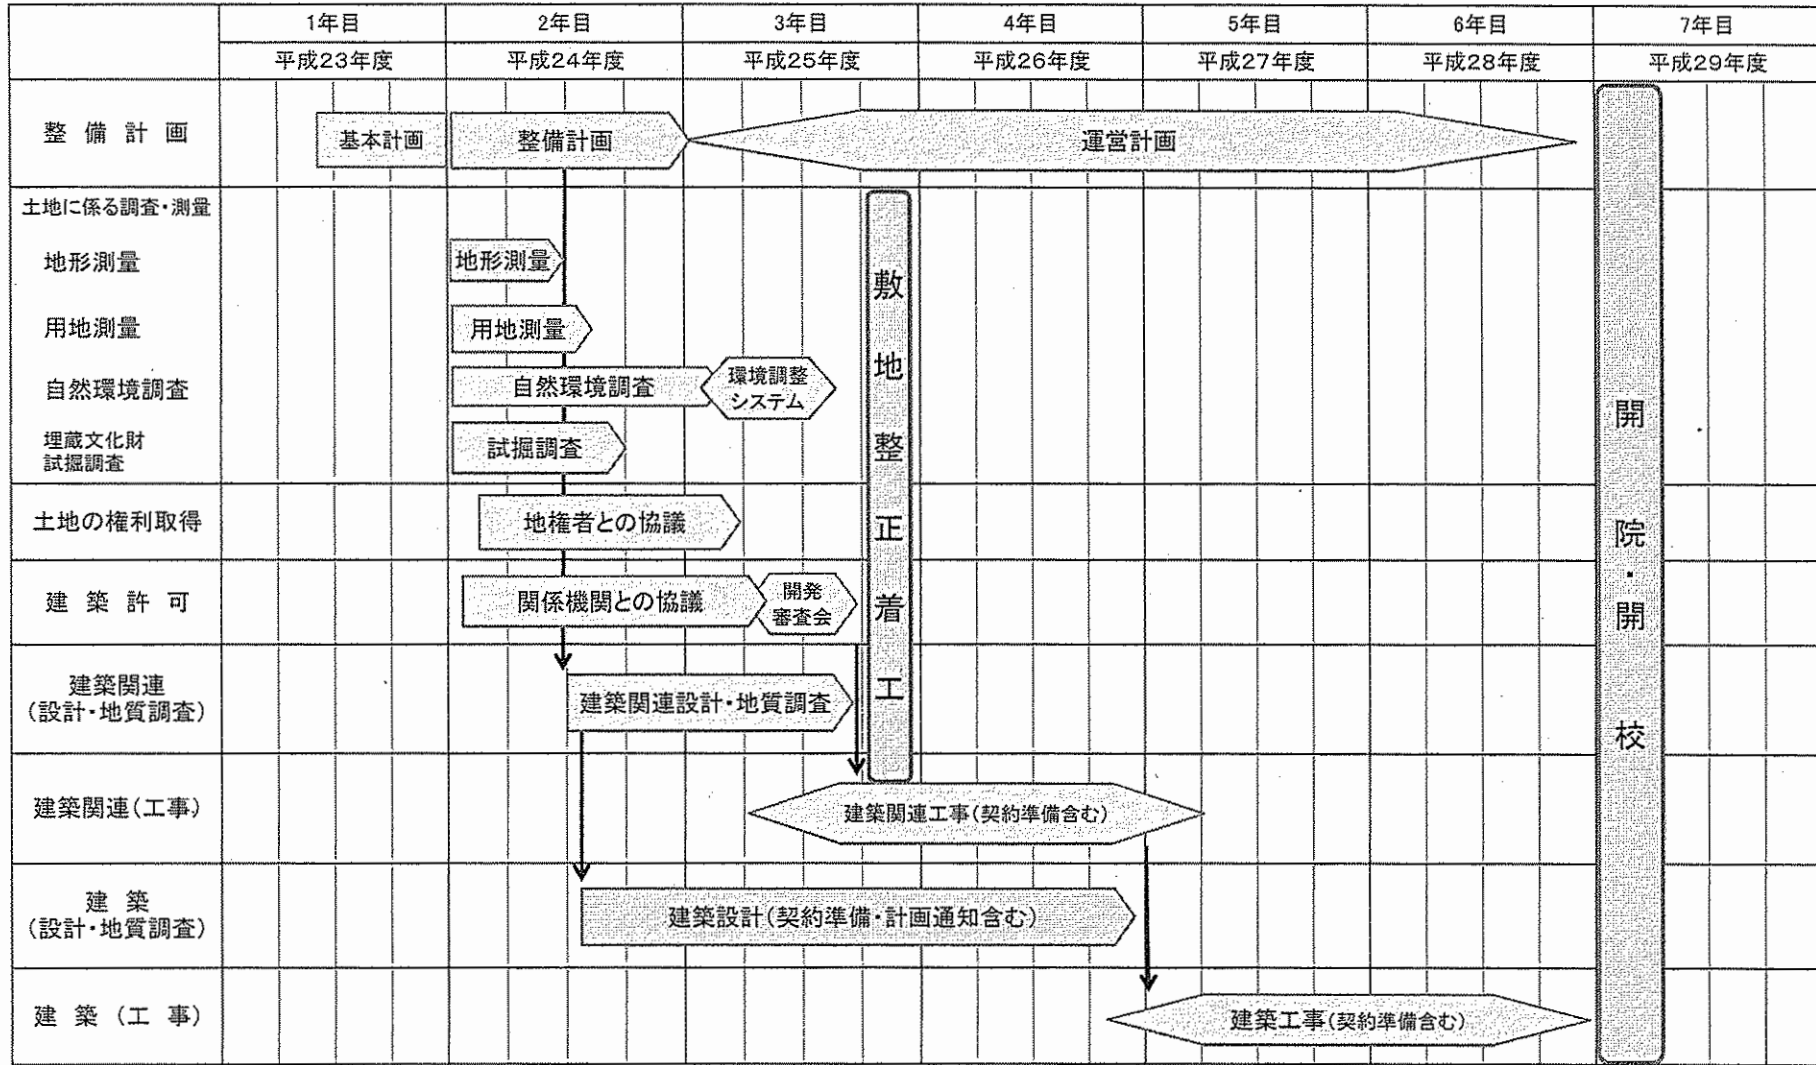 1年目 2年目 3年目 4年目 5年目 6年目 7年目
平成23年度 平成24年度 平成25年度 平成26年度 平成27年度 平成28年度 平成29年度
整備計画 基本計画 整備計画 運営計画
土地に係る調査・測量
地形測量 地形測量
用地測量 用地測量
自然環境調査 自然環境調査 環境調整
システム
埋蔵文化財
試掘調査
試掘調査
土地の権利取得 地権者との協議
建築許可 関係機関との協議 開発
審査会
敷地整正着工
建築関連
(設計・地質調査)
建築関連設計・地質調査
建築関連(工事) 建築関連工事(契約準備含む)
建築
(設計・地質調査)
建築設計(契約準備・計画通知含む)
建築(工事) 建築工事(契約準備含む)
開院・開校